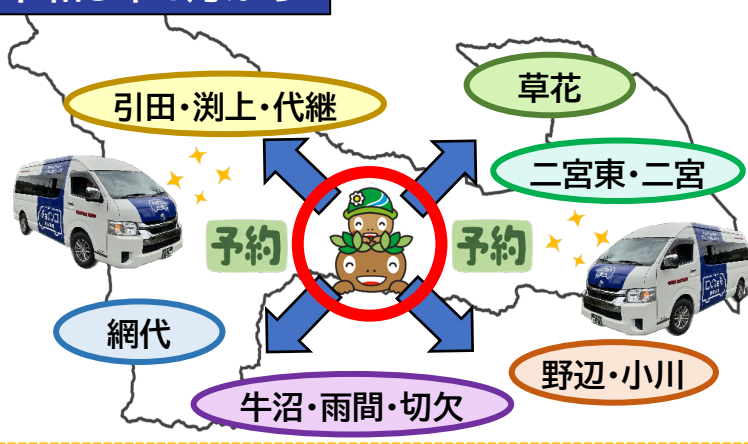 引田・渕上・代継
草花
二宮東・二宮
予約
予約
網代
野辺・小川
牛沼・雨間・切欠